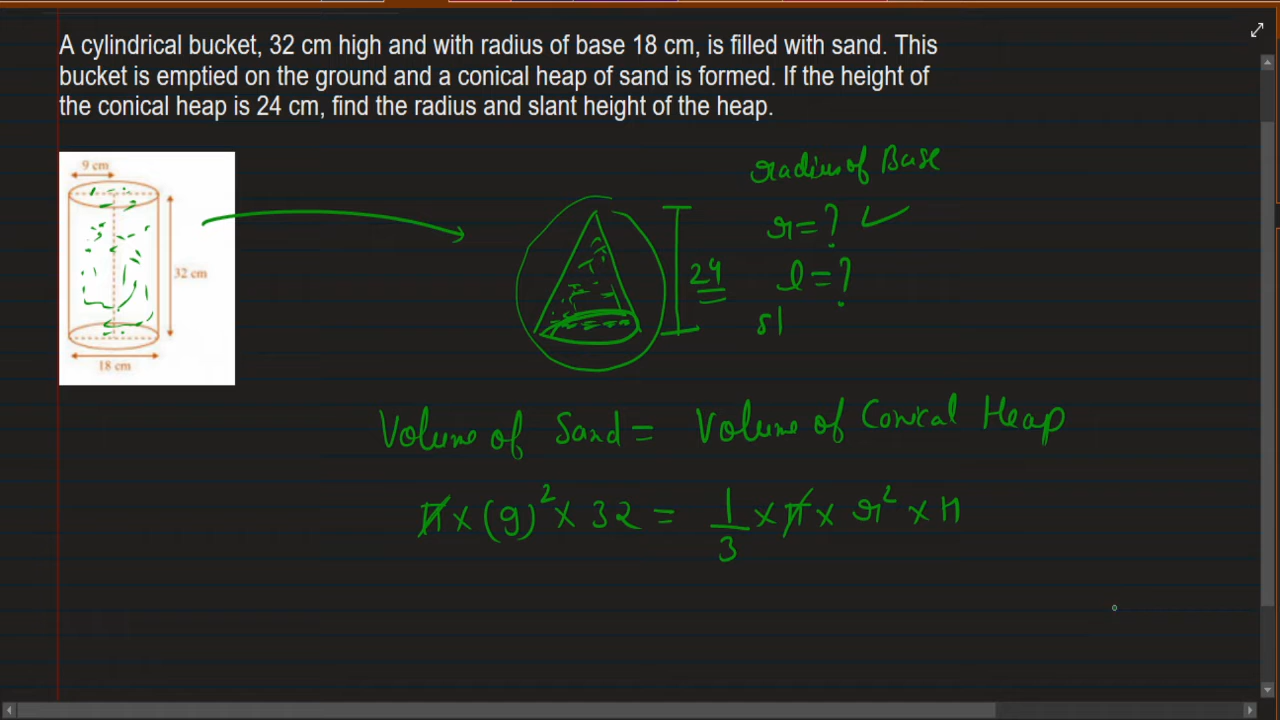 A cylindrical bucket, 32 cm high and with radius of base 18 cm, is filled with sand. This
bucket is emptied on the ground and a conical heap of sand is formed. If the height of
the conical heap is 24 cm, find the radius and slant height of the heap.
9 cm
32 cm
18 cm
24
radius of Base
r = ?
l = ?
sl
Volume of Sand = Volume of Conical Heap
π × (9)² × 32 = 1/3 × π × r² × h